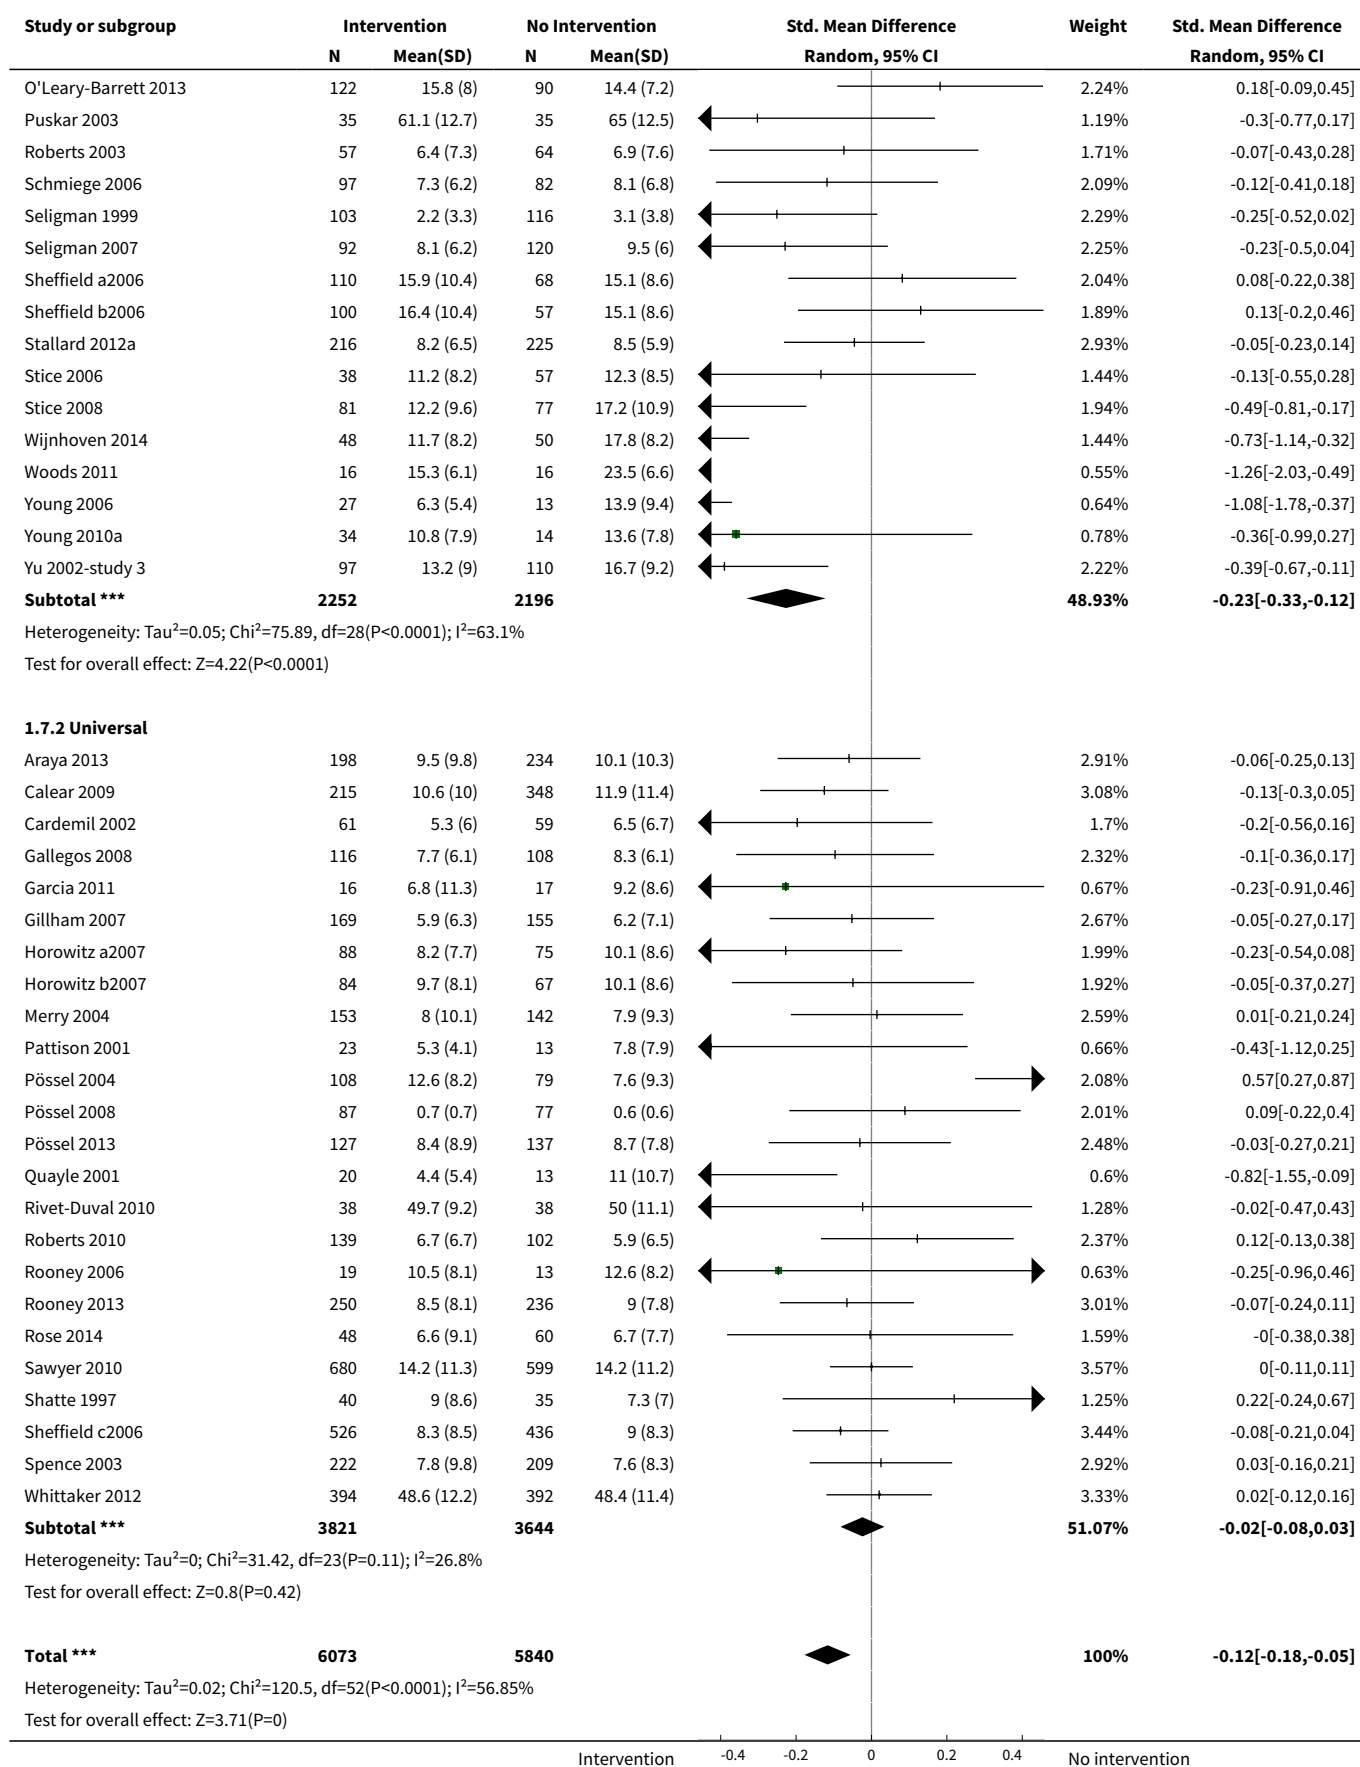 Study or subgroup Intervention No Intervention Std. Mean Difference Weight Std. Mean Difference
N Mean(SD) N Mean(SD) Random, 95% CI Random, 95% CI
O'Leary-Barrett 2013 122 15.8 (8) 90 14.4 (7.2) 2.24% 0.18[-0.09,0.45]
Puskar 2003 35 61.1 (12.7) 35 65 (12.5) 1.19% -0.3[-0.77,0.17]
Roberts 2003 57 6.4 (7.3) 64 6.9 (7.6) 1.71% -0.07[-0.43,0.28]
Schmiege 2006 97 7.3 (6.2) 82 8.1 (6.8) 2.09% -0.12[-0.41,0.18]
Seligman 1999 103 2.2 (3.3) 116 3.1 (3.8) 2.29% -0.25[-0.52,0.02]
Seligman 2007 92 8.1 (6.2) 120 9.5 (6) 2.25% -0.23[-0.5,0.04]
Sheffield a2006 110 15.9 (10.4) 68 15.1 (8.6) 2.04% 0.08[-0.22,0.38]
Sheffield b2006 100 16.4 (10.4) 57 15.1 (8.6) 1.89% 0.13[-0.2,0.46]
Stallard 2012a 216 8.2 (6.5) 225 8.5 (5.9) 2.93% -0.05[-0.23,0.14]
Stice 2006 38 11.2 (8.2) 57 12.3 (8.5) 1.44% -0.13[-0.55,0.28]
Stice 2008 81 12.2 (9.6) 77 17.2 (10.9) 1.94% -0.49[-0.81,-0.17]
Wijnhoven 2014 48 11.7 (8.2) 50 17.8 (8.2) 1.44% -0.73[-1.14,-0.32]
Woods 2011 16 15.3 (6.1) 16 23.5 (6.6) 0.55% -1.26[-2.03,-0.49]
Young 2006 27 6.3 (5.4) 13 13.9 (9.4) 0.64% -1.08[-1.78,-0.37]
Young 2010a 34 10.8 (7.9) 14 13.6 (7.8) 0.78% -0.36[-0.99,0.27]
Yu 2002-study 3 97 13.2 (9) 110 16.7 (9.2) 2.22% -0.39[-0.67,-0.11]
Subtotal *** 2252 2196 48.93% -0.23[-0.33,-0.12]
Heterogeneity: Tau²=0.05; Chi²=75.89, df=28(P<0.0001); I²=63.1%
Test for overall effect: Z=4.22(P<0.0001)
1.7.2 Universal
Araya 2013 198 9.5 (9.8) 234 10.1 (10.3) 2.91% -0.06[-0.25,0.13]
Calear 2009 215 10.6 (10) 348 11.9 (11.4) 3.08% -0.13[-0.3,0.05]
Cardemil 2002 61 5.3 (6) 59 6.5 (6.7) 1.7% -0.2[-0.56,0.16]
Gallegos 2008 116 7.7 (6.1) 108 8.3 (6.1) 2.32% -0.1[-0.36,0.17]
Garcia 2011 16 6.8 (11.3) 17 9.2 (8.6) 0.67% -0.23[-0.91,0.46]
Gillham 2007 169 5.9 (6.3) 155 6.2 (7.1) 2.67% -0.05[-0.27,0.17]
Horowitz a2007 88 8.2 (7.7) 75 10.1 (8.6) 1.99% -0.23[-0.54,0.08]
Horowitz b2007 84 9.7 (8.1) 67 10.1 (8.6) 1.92% -0.05[-0.37,0.27]
Merry 2004 153 8 (10.1) 142 7.9 (9.3) 2.59% 0.01[-0.21,0.24]
Pattison 2001 23 5.3 (4.1) 13 7.8 (7.9) 0.66% -0.43[-1.12,0.25]
Pössel 2004 108 12.6 (8.2) 79 7.6 (9.3) 2.08% 0.57[0.27,0.87]
Pössel 2008 87 0.7 (0.7) 77 0.6 (0.6) 2.01% 0.09[-0.22,0.4]
Pössel 2013 127 8.4 (8.9) 137 8.7 (7.8) 2.48% -0.03[-0.27,0.21]
Quayle 2001 20 4.4 (5.4) 13 11 (10.7) 0.6% -0.82[-1.55,-0.09]
Rivet-Duval 2010 38 49.7 (9.2) 38 50 (11.1) 1.28% -0.02[-0.47,0.43]
Roberts 2010 139 6.7 (6.7) 102 5.9 (6.5) 2.37% 0.12[-0.13,0.38]
Rooney 2006 19 10.5 (8.1) 13 12.6 (8.2) 0.63% -0.25[-0.96,0.46]
Rooney 2013 250 8.5 (8.1) 236 9 (7.8) 3.01% -0.07[-0.24,0.11]
Rose 2014 48 6.6 (9.1) 60 6.7 (7.7) 1.59% -0[-0.38,0.38]
Sawyer 2010 680 14.2 (11.3) 599 14.2 (11.2) 3.57% 0[-0.11,0.11]
Shatte 1997 40 9 (8.6) 35 7.3 (7) 1.25% 0.22[-0.24,0.67]
Sheffield c2006 526 8.3 (8.5) 436 9 (8.3) 3.44% -0.08[-0.21,0.04]
Spence 2003 222 7.8 (9.8) 209 7.6 (8.3) 2.92% 0.03[-0.16,0.21]
Whittaker 2012 394 48.6 (12.2) 392 48.4 (11.4) 3.33% 0.02[-0.12,0.16]
Subtotal *** 3821 3644 51.07% -0.02[-0.08,0.03]
Heterogeneity: Tau²=0; Chi²=31.42, df=23(P=0.11); I²=26.8%
Test for overall effect: Z=0.8(P=0.42)
Total *** 6073 5840 100% -0.12[-0.18,-0.05]
Heterogeneity: Tau²=0.02; Chi²=120.5, df=52(P<0.0001); I²=56.85%
Test for overall effect: Z=3.71(P=0)
Intervention -0.4 -0.2 0 0.2 0.4 No intervention